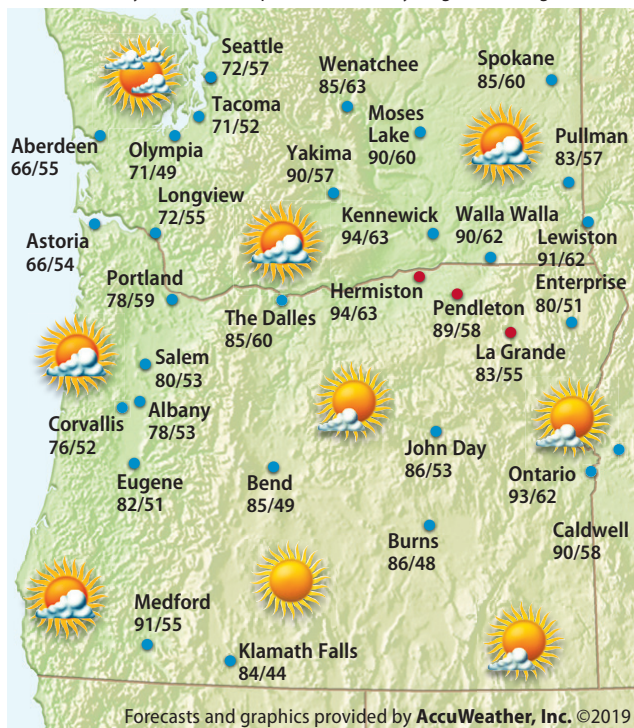 Seattle
72/57
Wenatchee
85/63
Spokane
85/60
Tacoma
71/52
Moses
Lake
90/60
Aberdeen
66/55
Olympia
71/49
Yakima
90/57
Pullman
83/57
Longview
72/55
Kennewick
94/63
Walla Walla
90/62
Lewiston
91/62
Astoria
66/54
Portland
78/59
The Dalles
85/60
Hermiston
94/63
Pendleton
89/58
Enterprise
80/51
La Grande
83/55
Salem
80/53
Albany
78/53
Corvallis
76/52
Eugene
82/51
Bend
85/49
John Day
86/53
Ontario
93/62
Burns
86/48
Caldwell
90/58
Medford
91/55
Klamath Falls
84/44
Forecasts and graphics provided by AccuWeather, Inc. ©2019